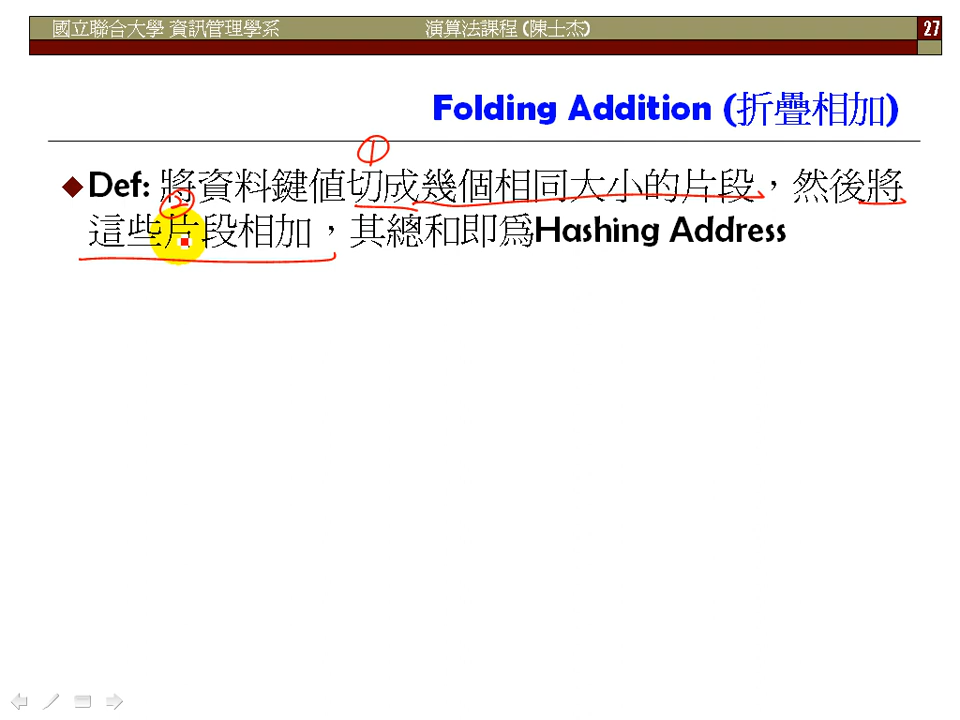 國立聯合大學 資訊管理學系 演算法課程 (陳士杰) 27
Folding Addition (折疊相加)
①
Def: 將資料鍵值切成幾個相同大小的片段，然後將
②
這些片段相加，其總和即為Hashing Address